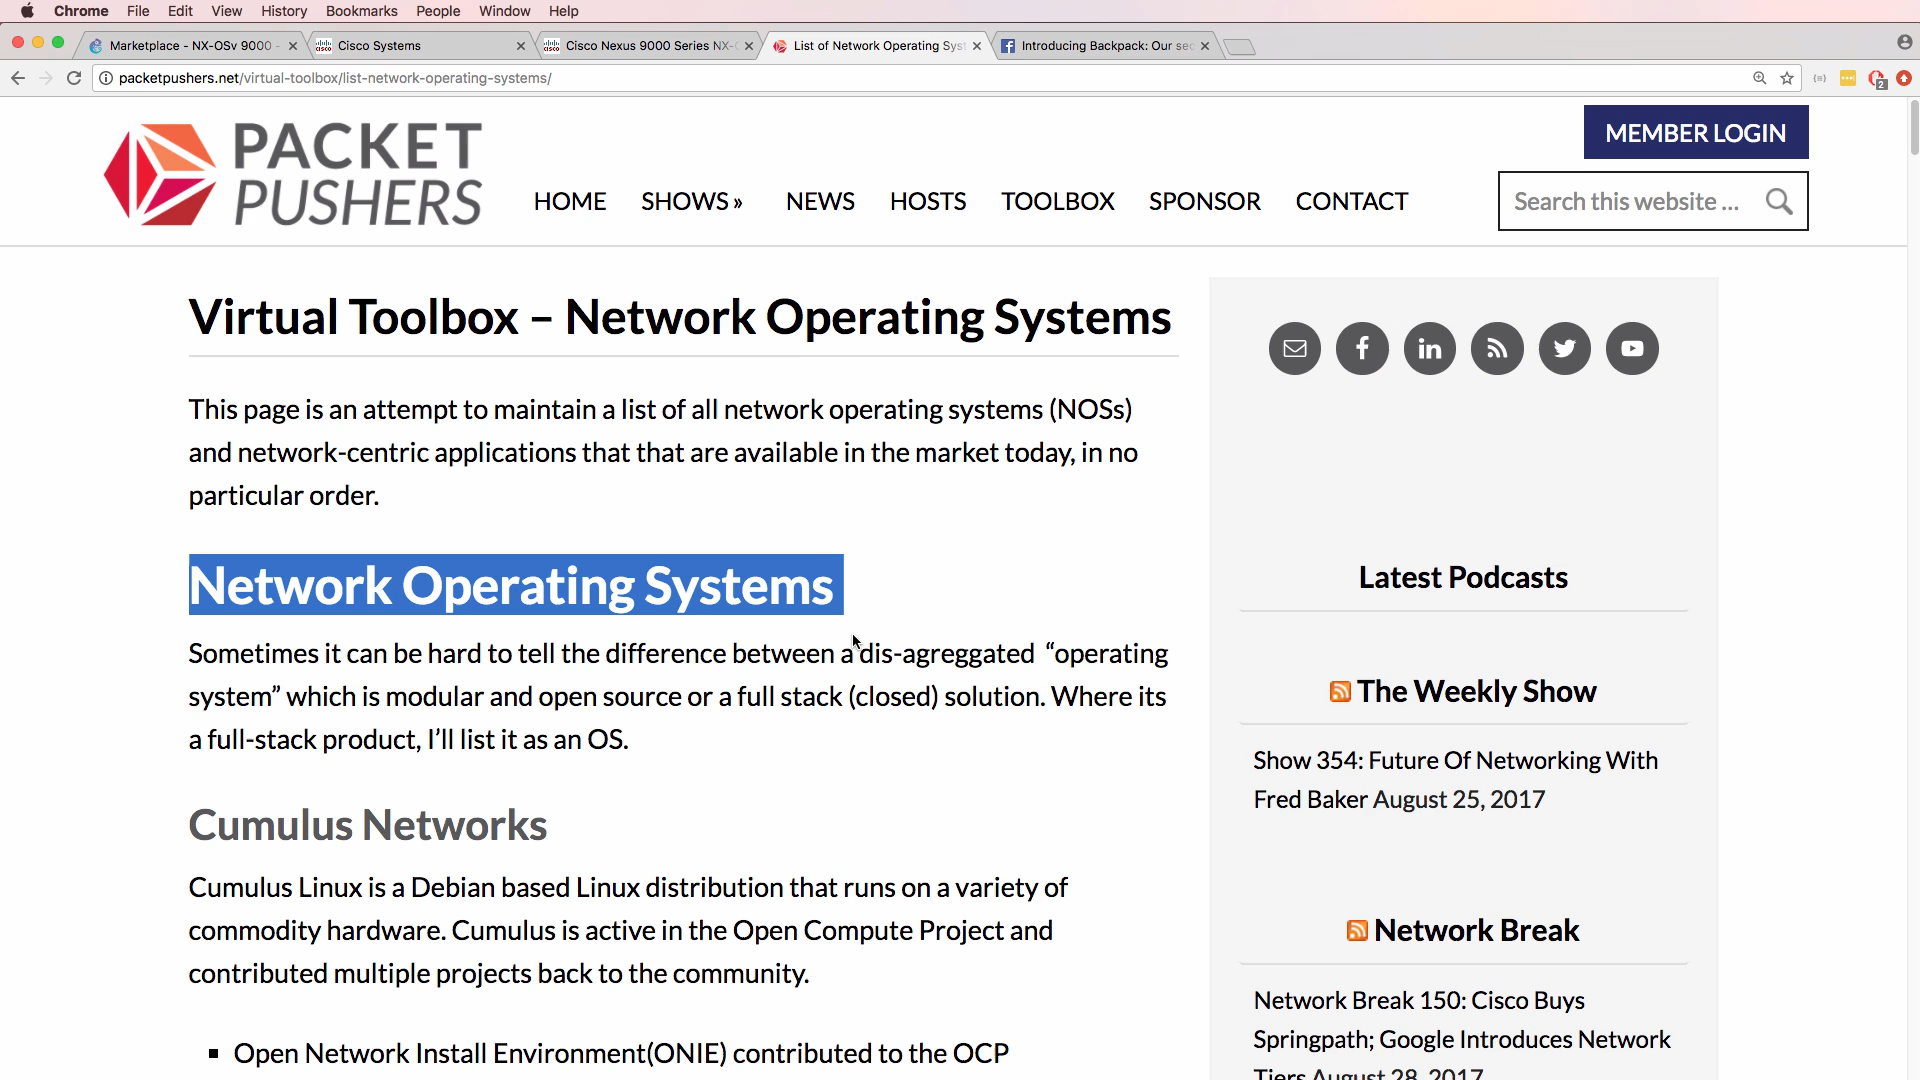 Chrome File Edit View History Bookmarks People Window Help
Marketplace - NX-OSv 9000 -
Cisco Systems
Cisco Nexus 9000 Series NX-O
List of Network Operating Syst
Introducing Backpack: Our sec
packetpushers.net/virtual-toolbox/list-network-operating-systems/
2
PACKET
PUSHERS
MEMBER LOGIN
HOME SHOWS » NEWS HOSTS TOOLBOX SPONSOR CONTACT
Search this website ...
Virtual Toolbox – Network Operating Systems
This page is an attempt to maintain a list of all network operating systems (NOSs)
and network-centric applications that that are available in the market today, in no
particular order.
Network Operating Systems
Sometimes it can be hard to tell the difference between a dis-agreggated “operating
system” which is modular and open source or a full stack (closed) solution. Where its
a full-stack product, I’ll list it as an OS.
Cumulus Networks
Cumulus Linux is a Debian based Linux distribution that runs on a variety of
commodity hardware. Cumulus is active in the Open Compute Project and
contributed multiple projects back to the community.
▪ Open Network Install Environment(ONIE) contributed to the OCP
Latest Podcasts
The Weekly Show
Show 354: Future Of Networking With
Fred Baker August 25, 2017
Network Break
Network Break 150: Cisco Buys
Springpath; Google Introduces Network
Tiers August 28, 2017